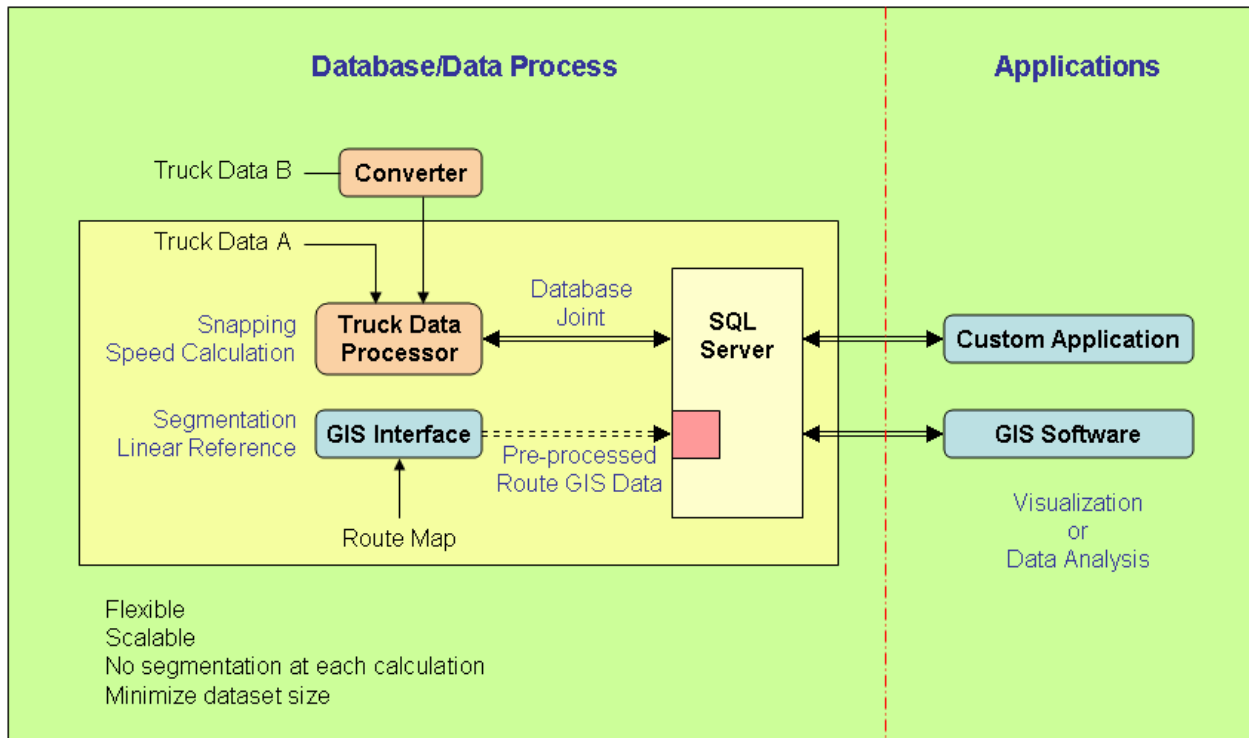 Database/Data Process
Applications
Truck Data B
Converter
Truck Data A
Snapping
Speed Calculation
Truck Data
Processor
Database
Joint
SQL
Server
Custom Application
Segmentation
Linear Reference
GIS Interface
Pre-processed
Route GIS Data
GIS Software
Route Map
Visualization
or
Data Analysis
Flexible
Scalable
No segmentation at each calculation
Minimize dataset size